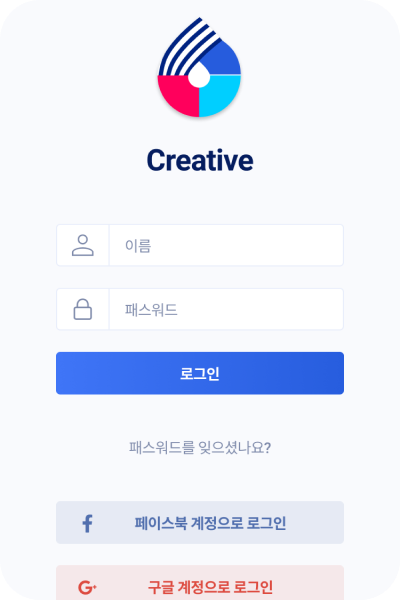 Creative
이름
패스워드
로그인
패스워드를 잊으셨나요?
페이스북 계정으로 로그인
구글 계정으로 로그인